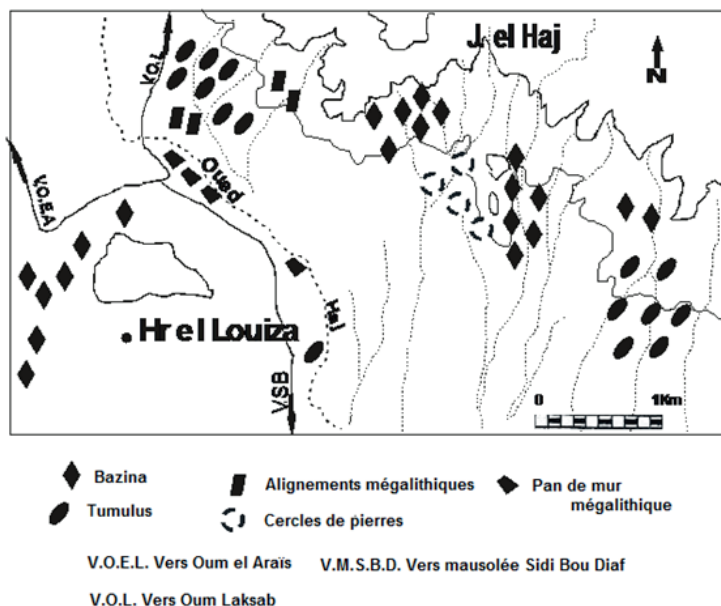 J. el Haj
N
V.O.L
V.O.E.A
Oued
Haj
Hr el Louiza
V.SB
0 1Km
Bazina
Tumulus
Alignements mégalithiques
Cercles de pierres
Pan de mur
mégalithique
V.O.E.L. Vers Oum el Araïs
V.M.S.B.D. Vers mausolée Sidi Bou Diaf
V.O.L. Vers Oum Laksab